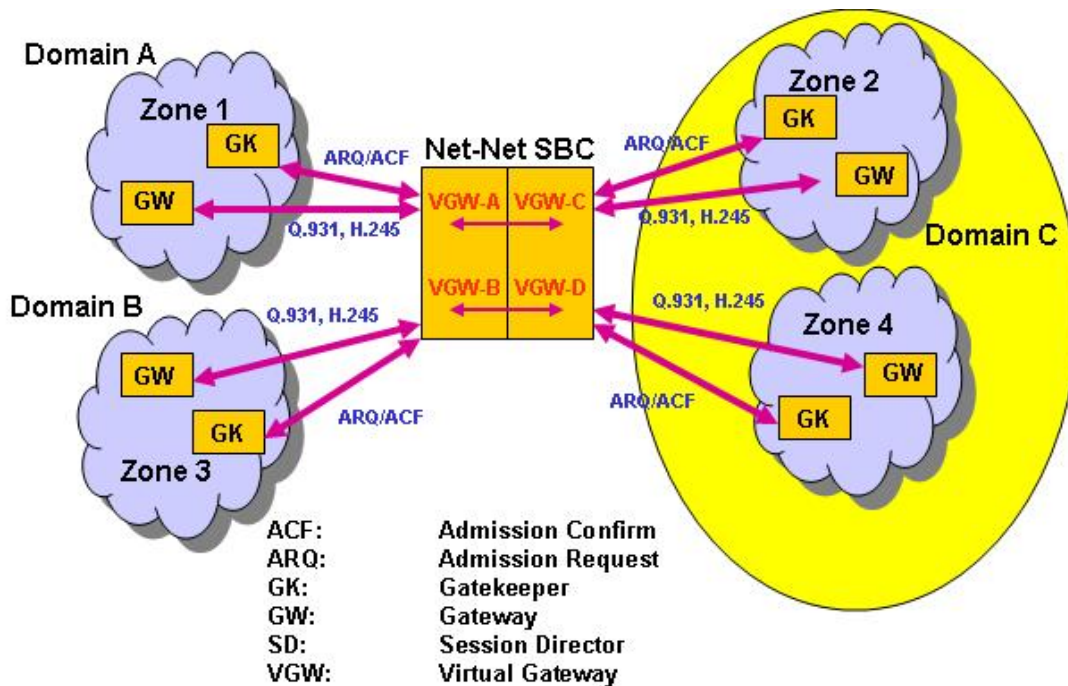 Domain A
Zone 1
GK
GW
ARQ/ACF
Q.931, H.245
Net-Net SBC
VGW-A
VGW-C
VGW-B
VGW-D
ARQ/ACF
Q.931, H.245
Zone 2
GK
GW
Domain C
Domain B
GW
GK
Zone 3
Q.931, H.245
ARQ/ACF
Q.931, H.245
ARQ/ACF
Zone 4
GW
GK
ACF: Admission Confirm
ARQ: Admission Request
GK: Gatekeeper
GW: Gateway
SD: Session Director
VGW: Virtual Gateway